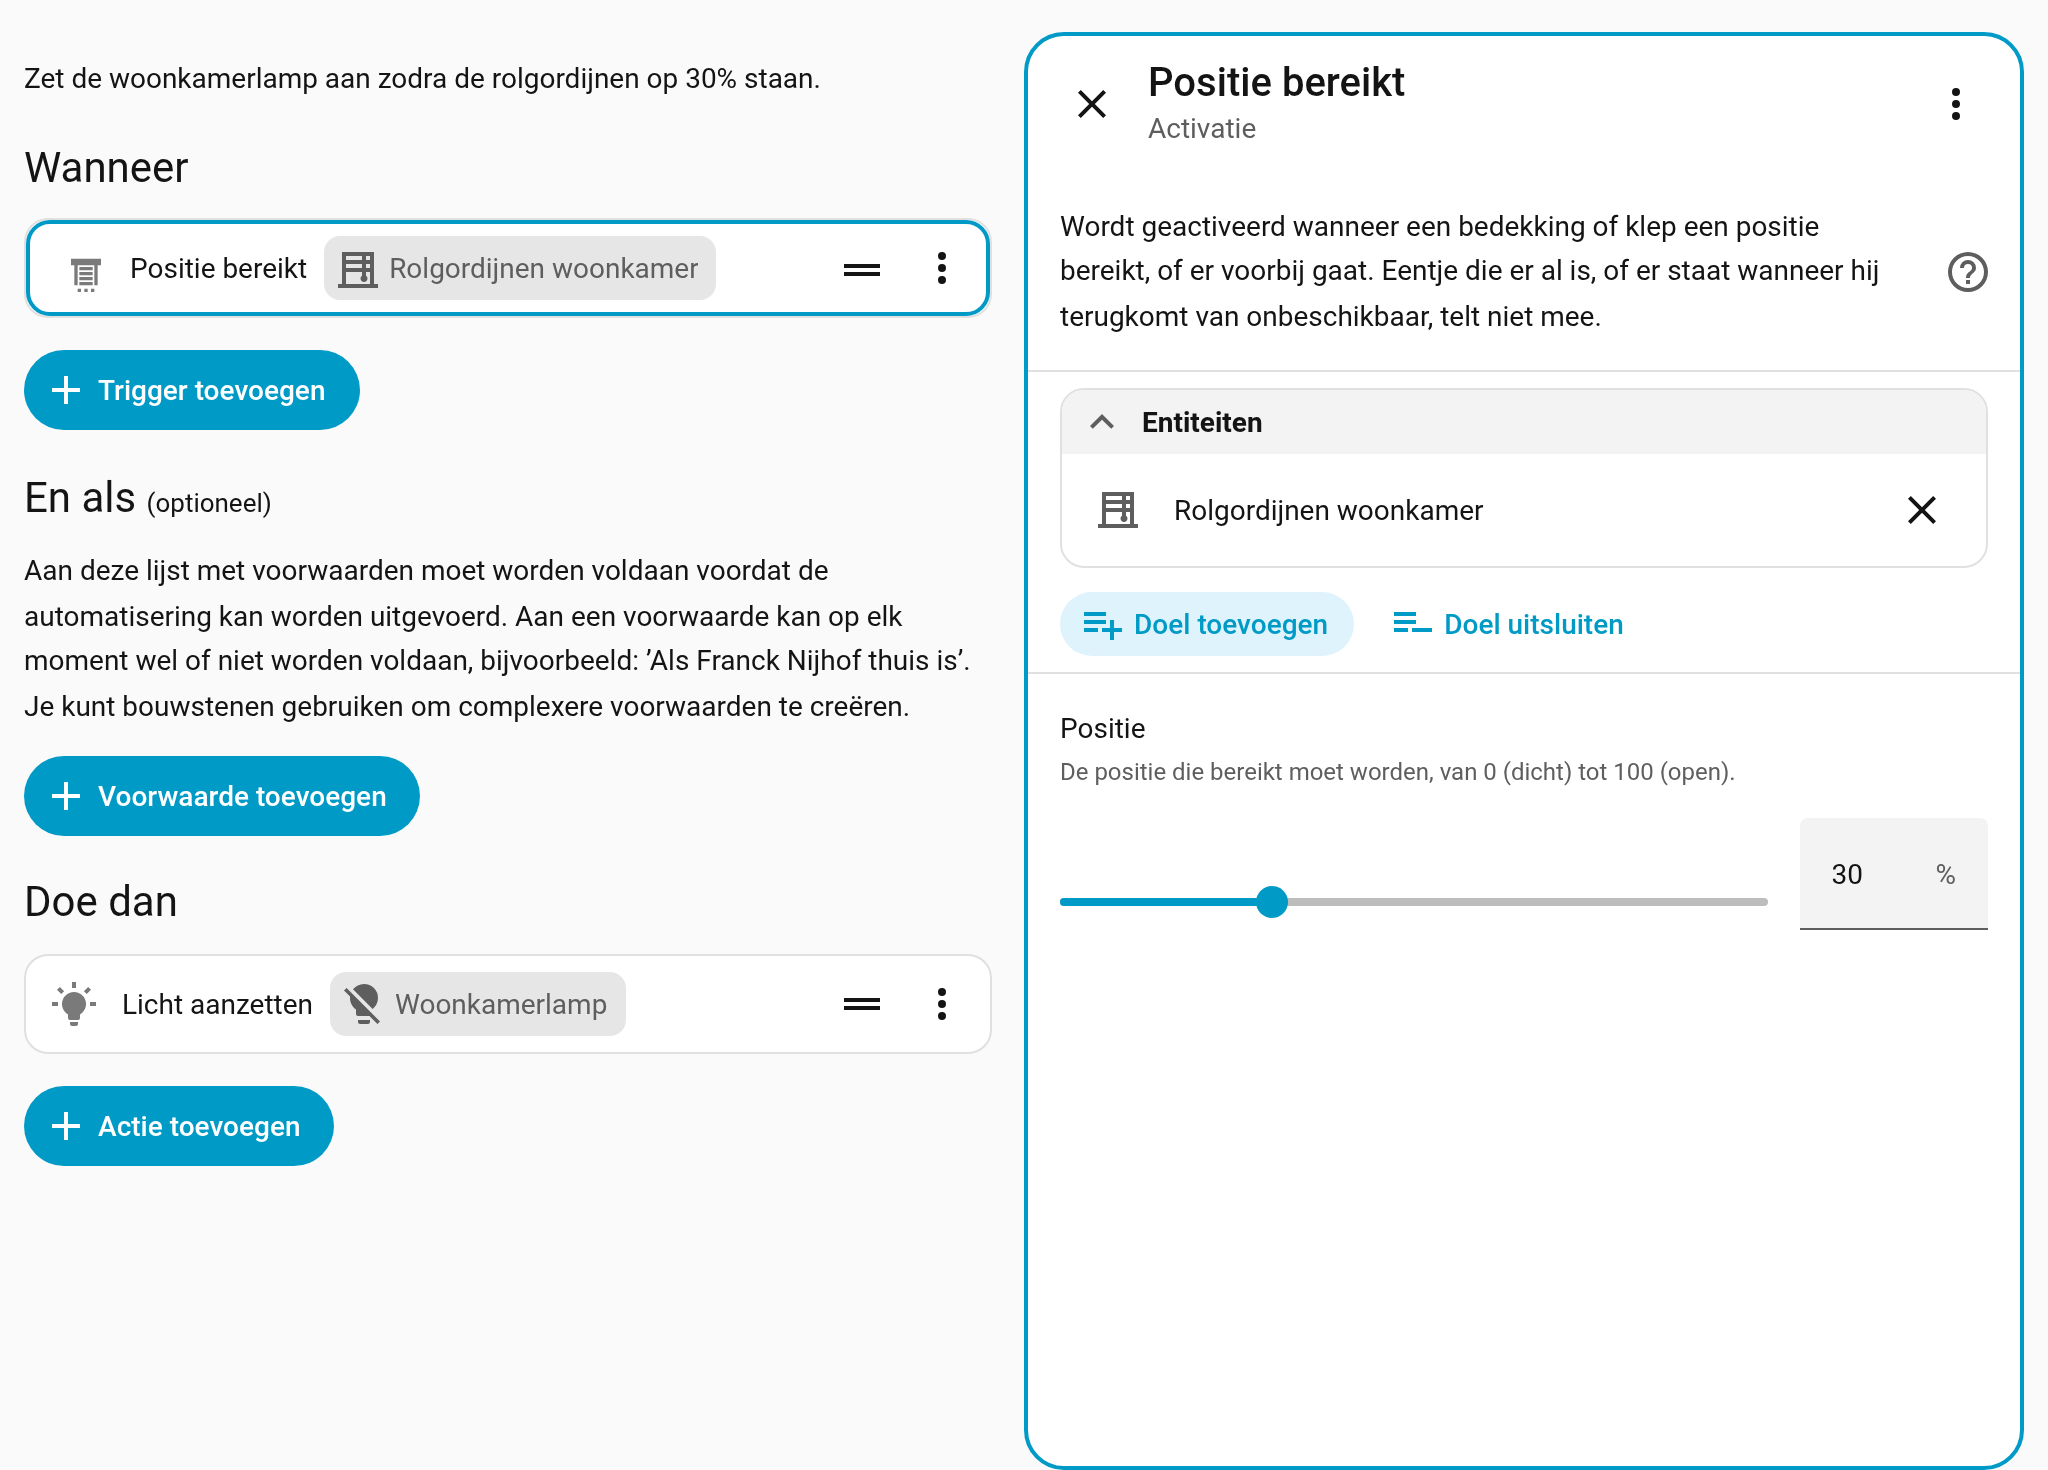 Zet de woonkamerlamp aan zodra de rolgordijnen op 30% staan.
Wanneer
Positie bereikt Rolgordijnen woonkamer
Trigger toevoegen
En als (optioneel)
Aan deze lijst met voorwaarden moet worden voldaan voordat de
automatisering kan worden uitgevoerd. Aan een voorwaarde kan op elk
moment wel of niet worden voldaan, bijvoorbeeld: ’Als Franck Nijhof thuis is’.
Je kunt bouwstenen gebruiken om complexere voorwaarden te creëren.
Voorwaarde toevoegen
Doe dan
Licht aanzetten Woonkamerlamp
Actie toevoegen
Positie bereikt
Activatie
Wordt geactiveerd wanneer een bedekking of klep een positie
bereikt, of er voorbij gaat. Eentje die er al is, of er staat wanneer hij
terugkomt van onbeschikbaar, telt niet mee.
Entiteiten
Rolgordijnen woonkamer
Doel toevoegen Doel uitsluiten
Positie
De positie die bereikt moet worden, van 0 (dicht) tot 100 (open).
30 %